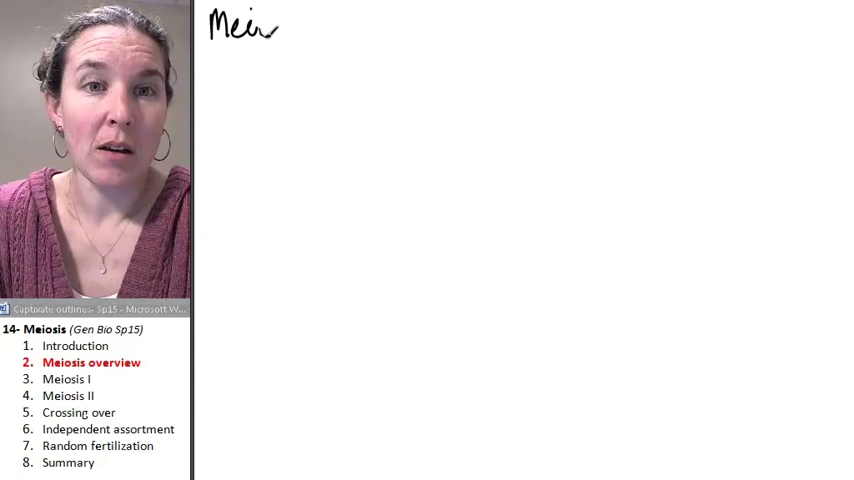 Meio
Captivate outlines- Sp15 - Microsoft W...
14- Meiosis (Gen Bio Sp15)
1. Introduction
2. Meiosis overview
3. Meiosis I
4. Meiosis II
5. Crossing over
6. Independent assortment
7. Random fertilization
8. Summary